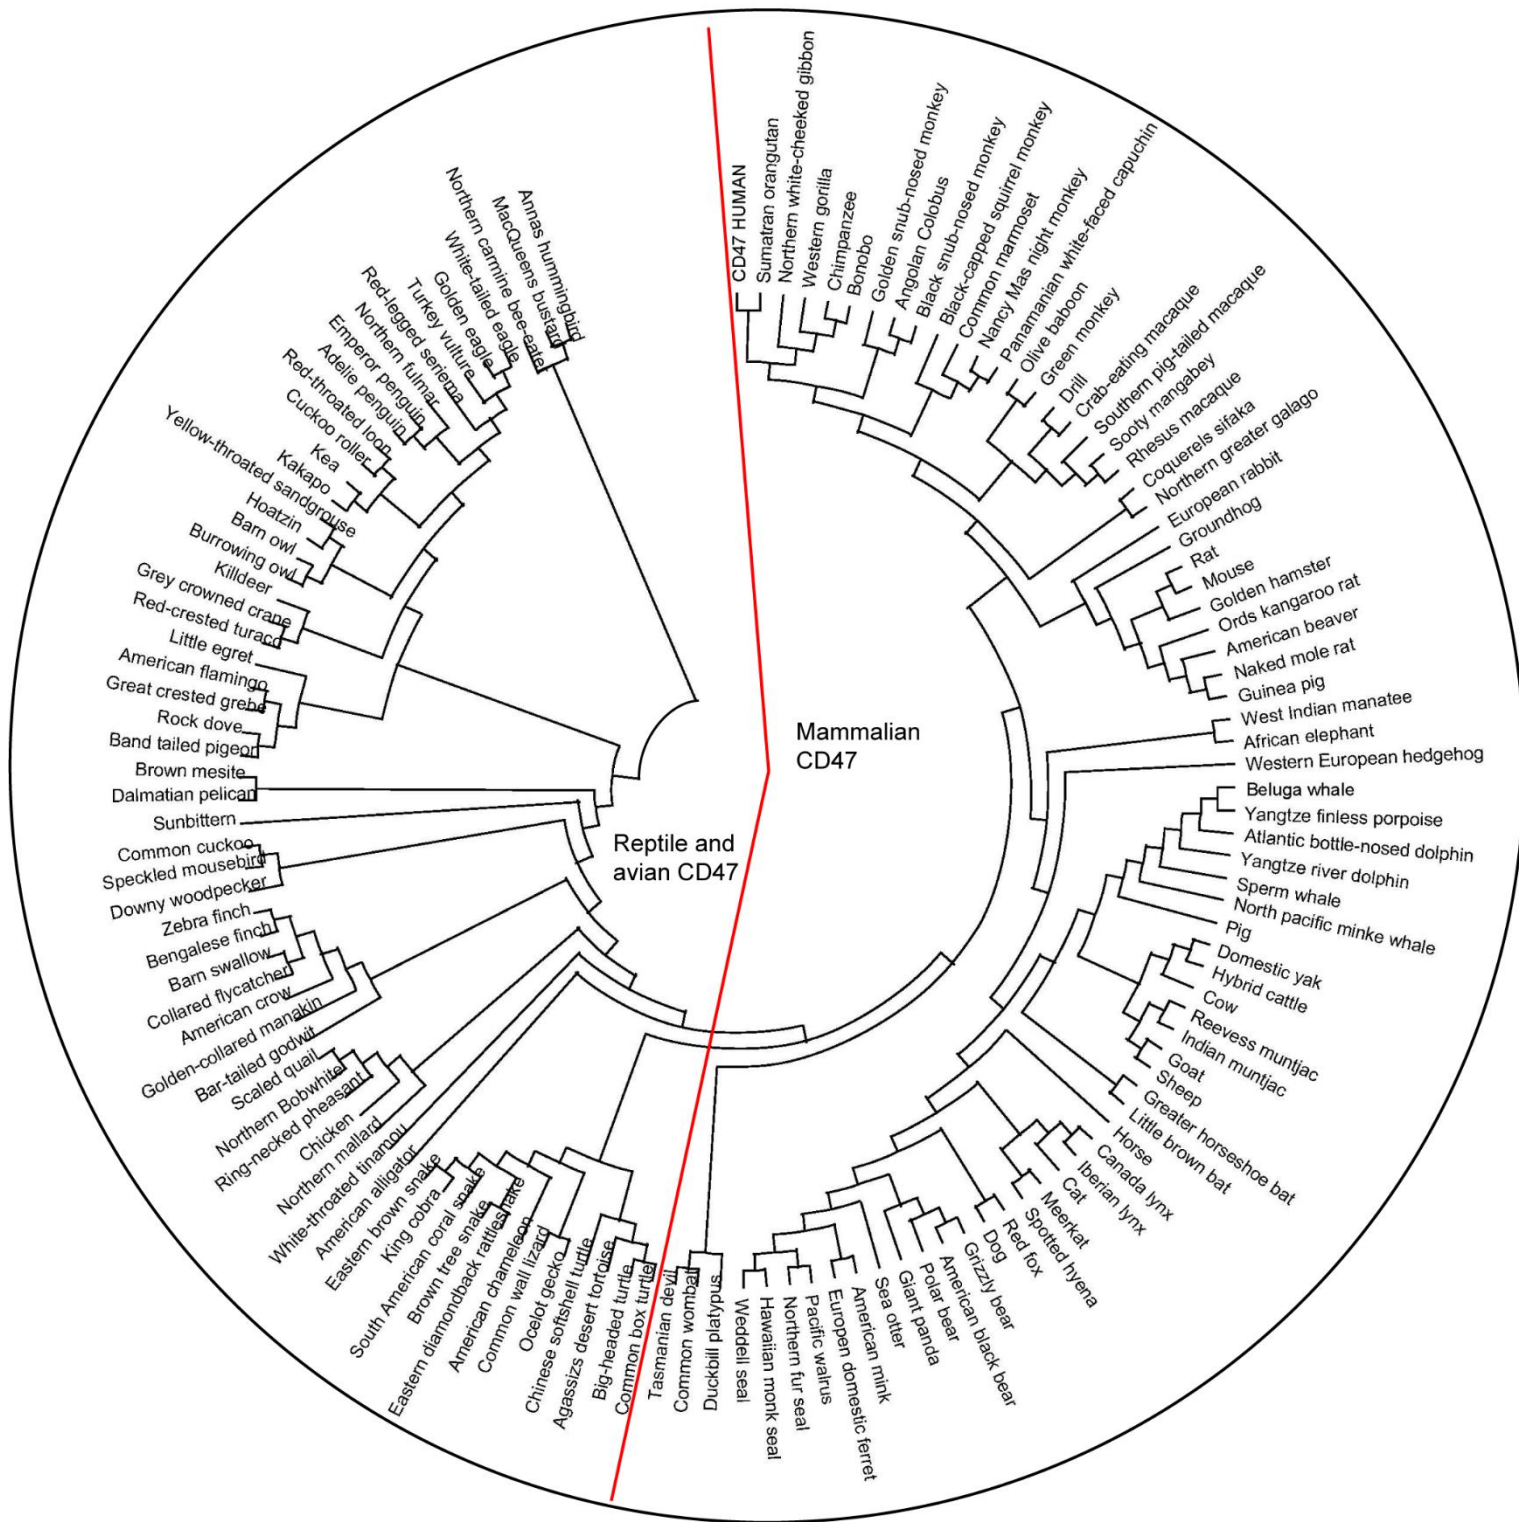 CD47 HUMAN
Sumatran orangutan
Northern white-cheeked gibbon
Western gorilla
Chimpanzee
Bonobo
Golden snub-nosed monkey
Angolan Colobus
Black snub-nosed monkey
Black-capped squirrel monkey
Common marmoset
Nancy Mas night monkey
Panamanian white-faced capuchin
Olive baboon
Green monkey
Drill
Crab-eating macaque
Southern pig-tailed macaque
Sooty mangabey
Rhesus macaque
Coquerels sifaka
Northern greater galago
European rabbit
Groundhog
Rat
Mouse
Golden hamster
Ords kangaroo rat
American beaver
Naked mole rat
Guinea pig
West Indian manatee
African elephant
Western European hedgehog
Beluga whale
Yangtze finless porpoise
Atlantic bottle-nosed dolphin
Yangtze river dolphin
Sperm whale
North pacific minke whale
Pig
Domestic yak
Hybrid cattle
Cow
Reevess muntjac
Indian muntjac
Goat
Sheep
Greater horseshoe bat
Little brown bat
Horse
Canada lynx
Iberian lynx
Cat
Meerkat
Spotted hyena
Red fox
Dog
Grizzly bear
American black bear
Polar bear
Giant panda
Sea otter
American mink
Europen domestic ferret
Pacific walrus
Northern fur seal
Hawaiian monk seal
Weddell seal
Duckbill platypus
Common wombat
Tasmanian devil
Common box turtle
Big-headed turtle
Agassizs desert tortoise
Chinese softshell turtle
Ocelot gecko
Common wall lizard
American chameleon
Eastern diamondback rattlesnake
Brown tree snake
South American coral snake
King cobra
Eastern brown snake
American alligator
White-throated tinamou
Northern mallard
Chicken
Ring-necked pheasant
Northern Bobwhite
Scaled quail
Bar-tailed godwit
Golden-collared manakin
American crow
Collared flycatcher
Barn swallow
Bengalese finch
Zebra finch
Downy woodpecker
Speckled mousebird
Common cuckoo
Sunbittern
Dalmatian pelican
Brown mesite
Band tailed pigeon
Rock dove
Great crested grebe
American flamingo
Little egret
Red-crested turaco
Grey crowned crane
Killdeer
Burrowing owl
Barn owl
Hoatzin
Yellow-throated sandgrouse
Kakapo
Kea
Cuckoo roller
Red-throated loon
Adelie penguin
Emperor penguin
Northern fulmar
Red-legged seriema
Turkey vulture
Golden eagle
White-tailed eagle
Northern carmine bee-eater
MacQueens bustard
Annas hummingbird
Mammalian
CD47
Reptile and
avian CD47